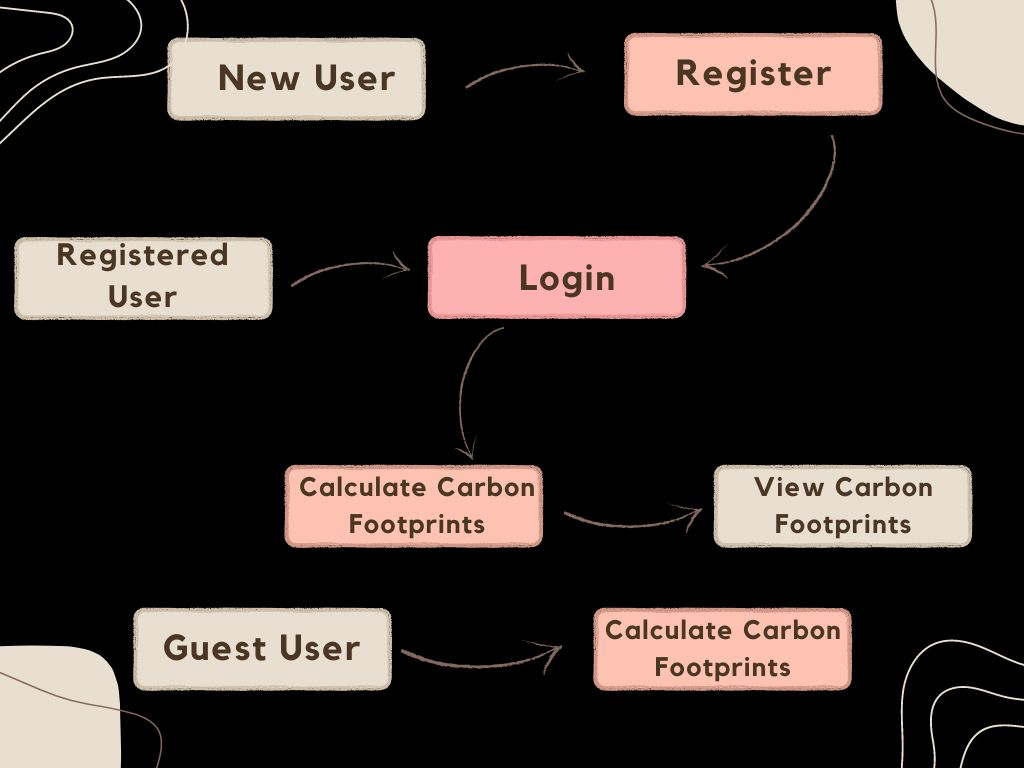 New User
Register
Registered
User
Login
Calculate Carbon
Footprints
View Carbon
Footprints
Guest User
Calculate Carbon
Footprints